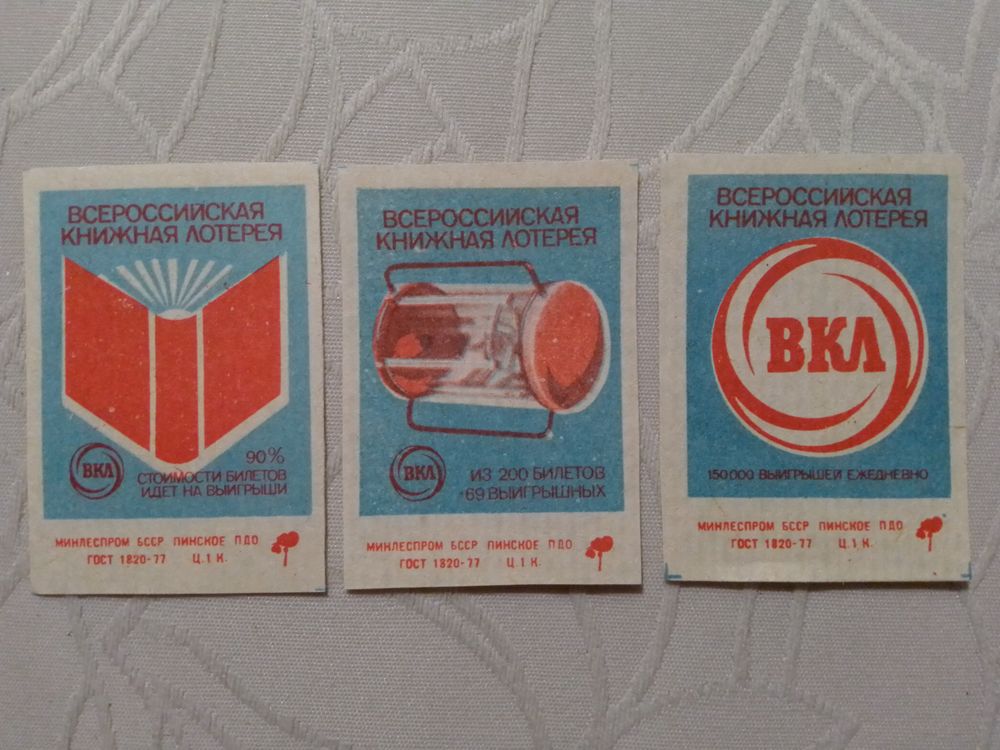 ВСЕРОССИЙСКАЯ
КНИЖНАЯ ЛОТЕРЕЯ
ВКЛ
90%
СТОИМОСТИ БИЛЕТОВ
ИДЕТ НА ВЫИГРЫШИ
МИНЛЕСПРОМ БССР ПИНСКОЕ ПДО
ГОСТ 1820-77 Ц.1 К.
ВСЕРОССИЙСКАЯ
КНИЖНАЯ ЛОТЕРЕЯ
ВКЛ
ИЗ 200 БИЛЕТОВ
69 ВЫИГРЫШНЫХ
МИНЛЕСПРОМ БССР ПИНСКОЕ ПДО
ГОСТ 1820-77 Ц.1 К.
ВСЕРОССИЙСКАЯ
КНИЖНАЯ ЛОТЕРЕЯ
ВКЛ
150000 ВЫИГРЫШЕЙ ЕЖЕДНЕВНО
МИНЛЕСПРОМ БССР ПИНСКОЕ ПДО
ГОСТ 1820-77 Ц.1 К.